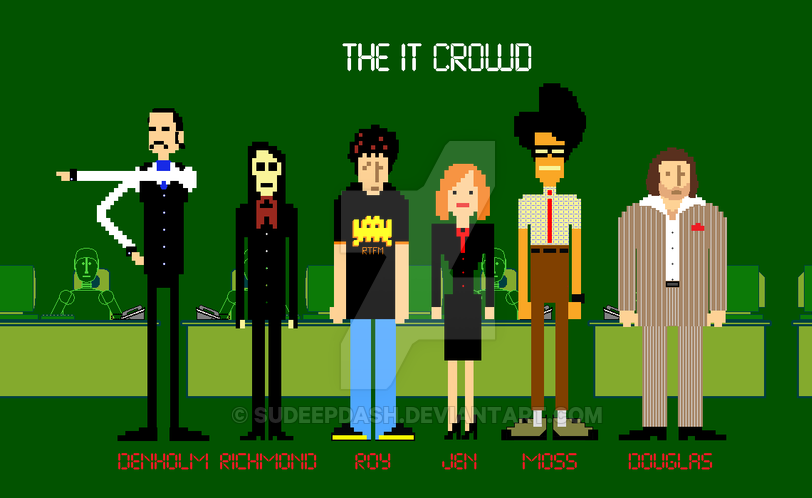 THE IT CROWD
RTFM
© SUDEEPDASH.DEVIANTART.COM
DENHOLM RICHMOND ROY JEN MOSS DOUGLAS